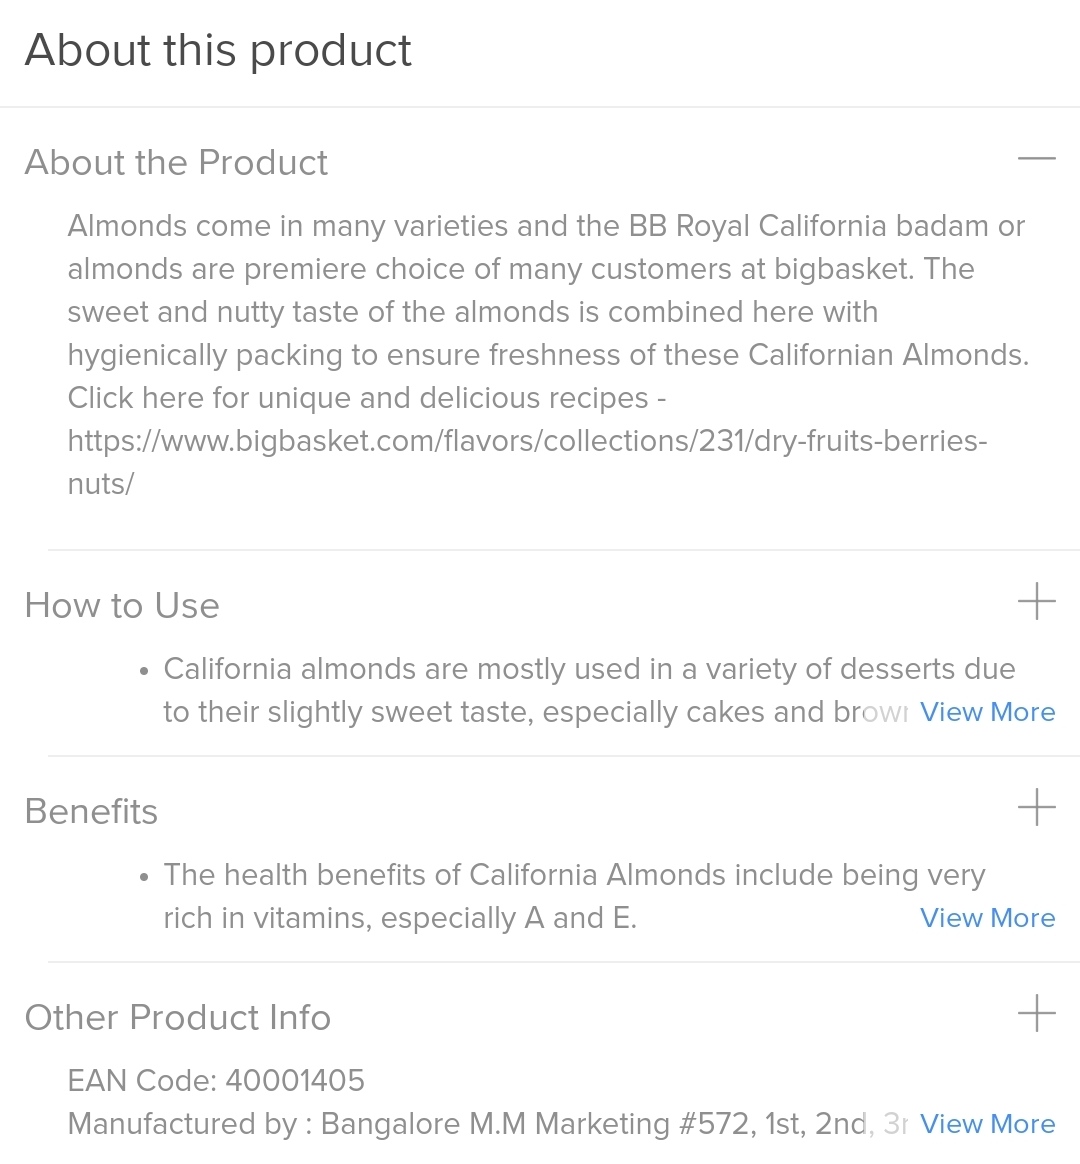 About this product
About the Product
Almonds come in many varieties and the BB Royal California badam or
almonds are premiere choice of many customers at bigbasket. The
sweet and nutty taste of the almonds is combined here with
hygienically packing to ensure freshness of these Californian Almonds.
Click here for unique and delicious recipes -
https://www.bigbasket.com/flavors/collections/231/dry-fruits-berries-
nuts/
How to Use
• California almonds are mostly used in a variety of desserts due
to their slightly sweet taste, especially cakes and View More
Benefits
• The health benefits of California Almonds include being very
rich in vitamins, especially A and E. View More
Other Product Info
EAN Code: 40001405
Manufactured by : Bangalore M.M Marketing #572, 1st, 2nd, View More